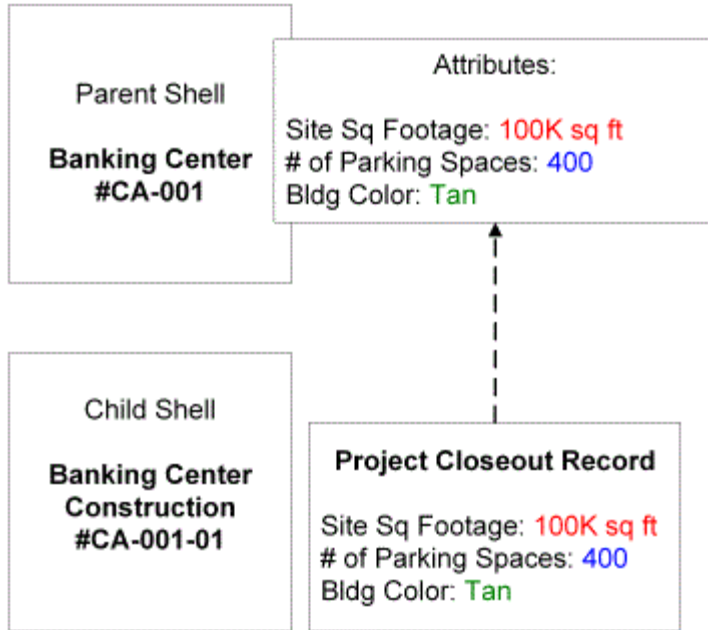 Parent Shell
Banking Center
#CA-001
Attributes:
Site Sq Footage: 100K sq ft
# of Parking Spaces: 400
Bldg Color: Tan
Child Shell
Banking Center
Construction
#CA-001-01
Project Closeout Record
Site Sq Footage: 100K sq ft
# of Parking Spaces: 400
Bldg Color: Tan